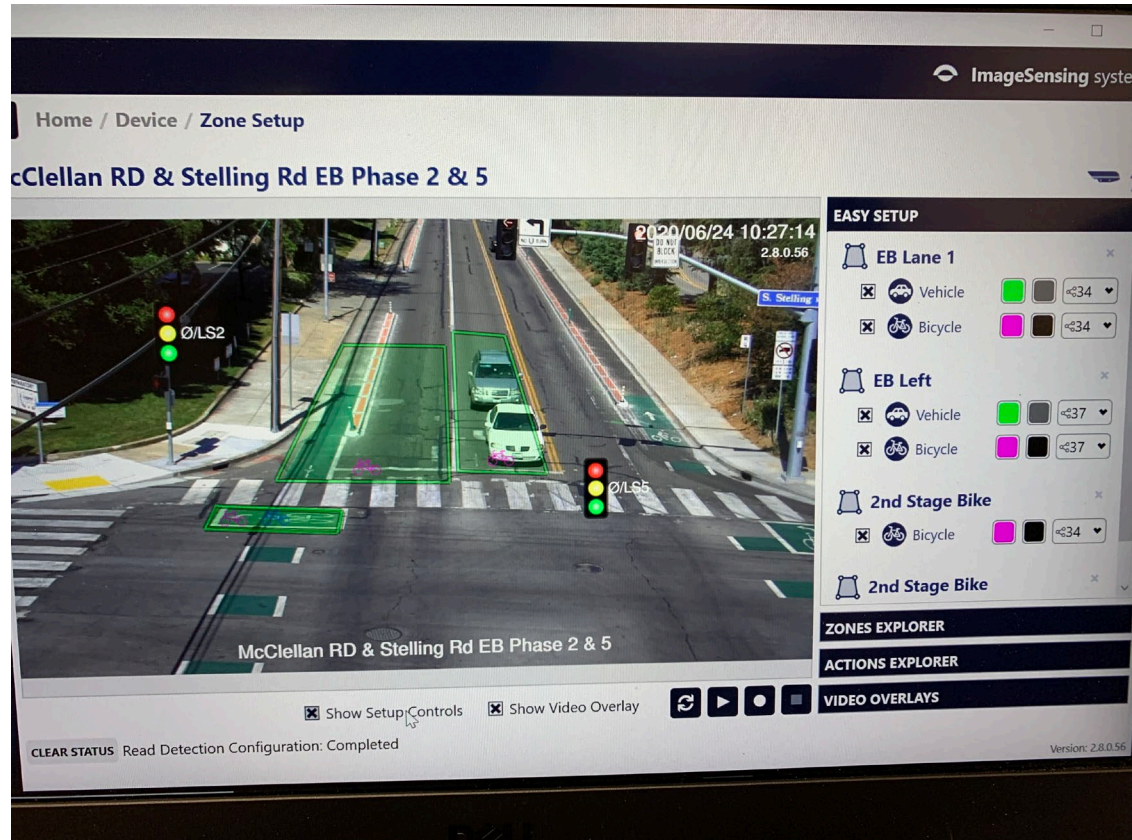 ImageSensing syste
Home / Device / Zone Setup
cClellan RD & Stelling Rd EB Phase 2 & 5
2020/06/24 10:27:14
2.8.0.56
DO NOT
BLOCK
S. Stelling
Ø/LS2
Ø/LS5
McClellan RD & Stelling Rd EB Phase 2 & 5
EASY SETUP
EB Lane 1
Vehicle
34
Bicycle
34
EB Left
Vehicle
37
Bicycle
37
2nd Stage Bike
Bicycle
34
2nd Stage Bike
ZONES EXPLORER
ACTIONS EXPLORER
VIDEO OVERLAYS
Show Setup Controls
Show Video Overlay
CLEAR STATUS Read Detection Configuration: Completed
Version: 2.8.0.56